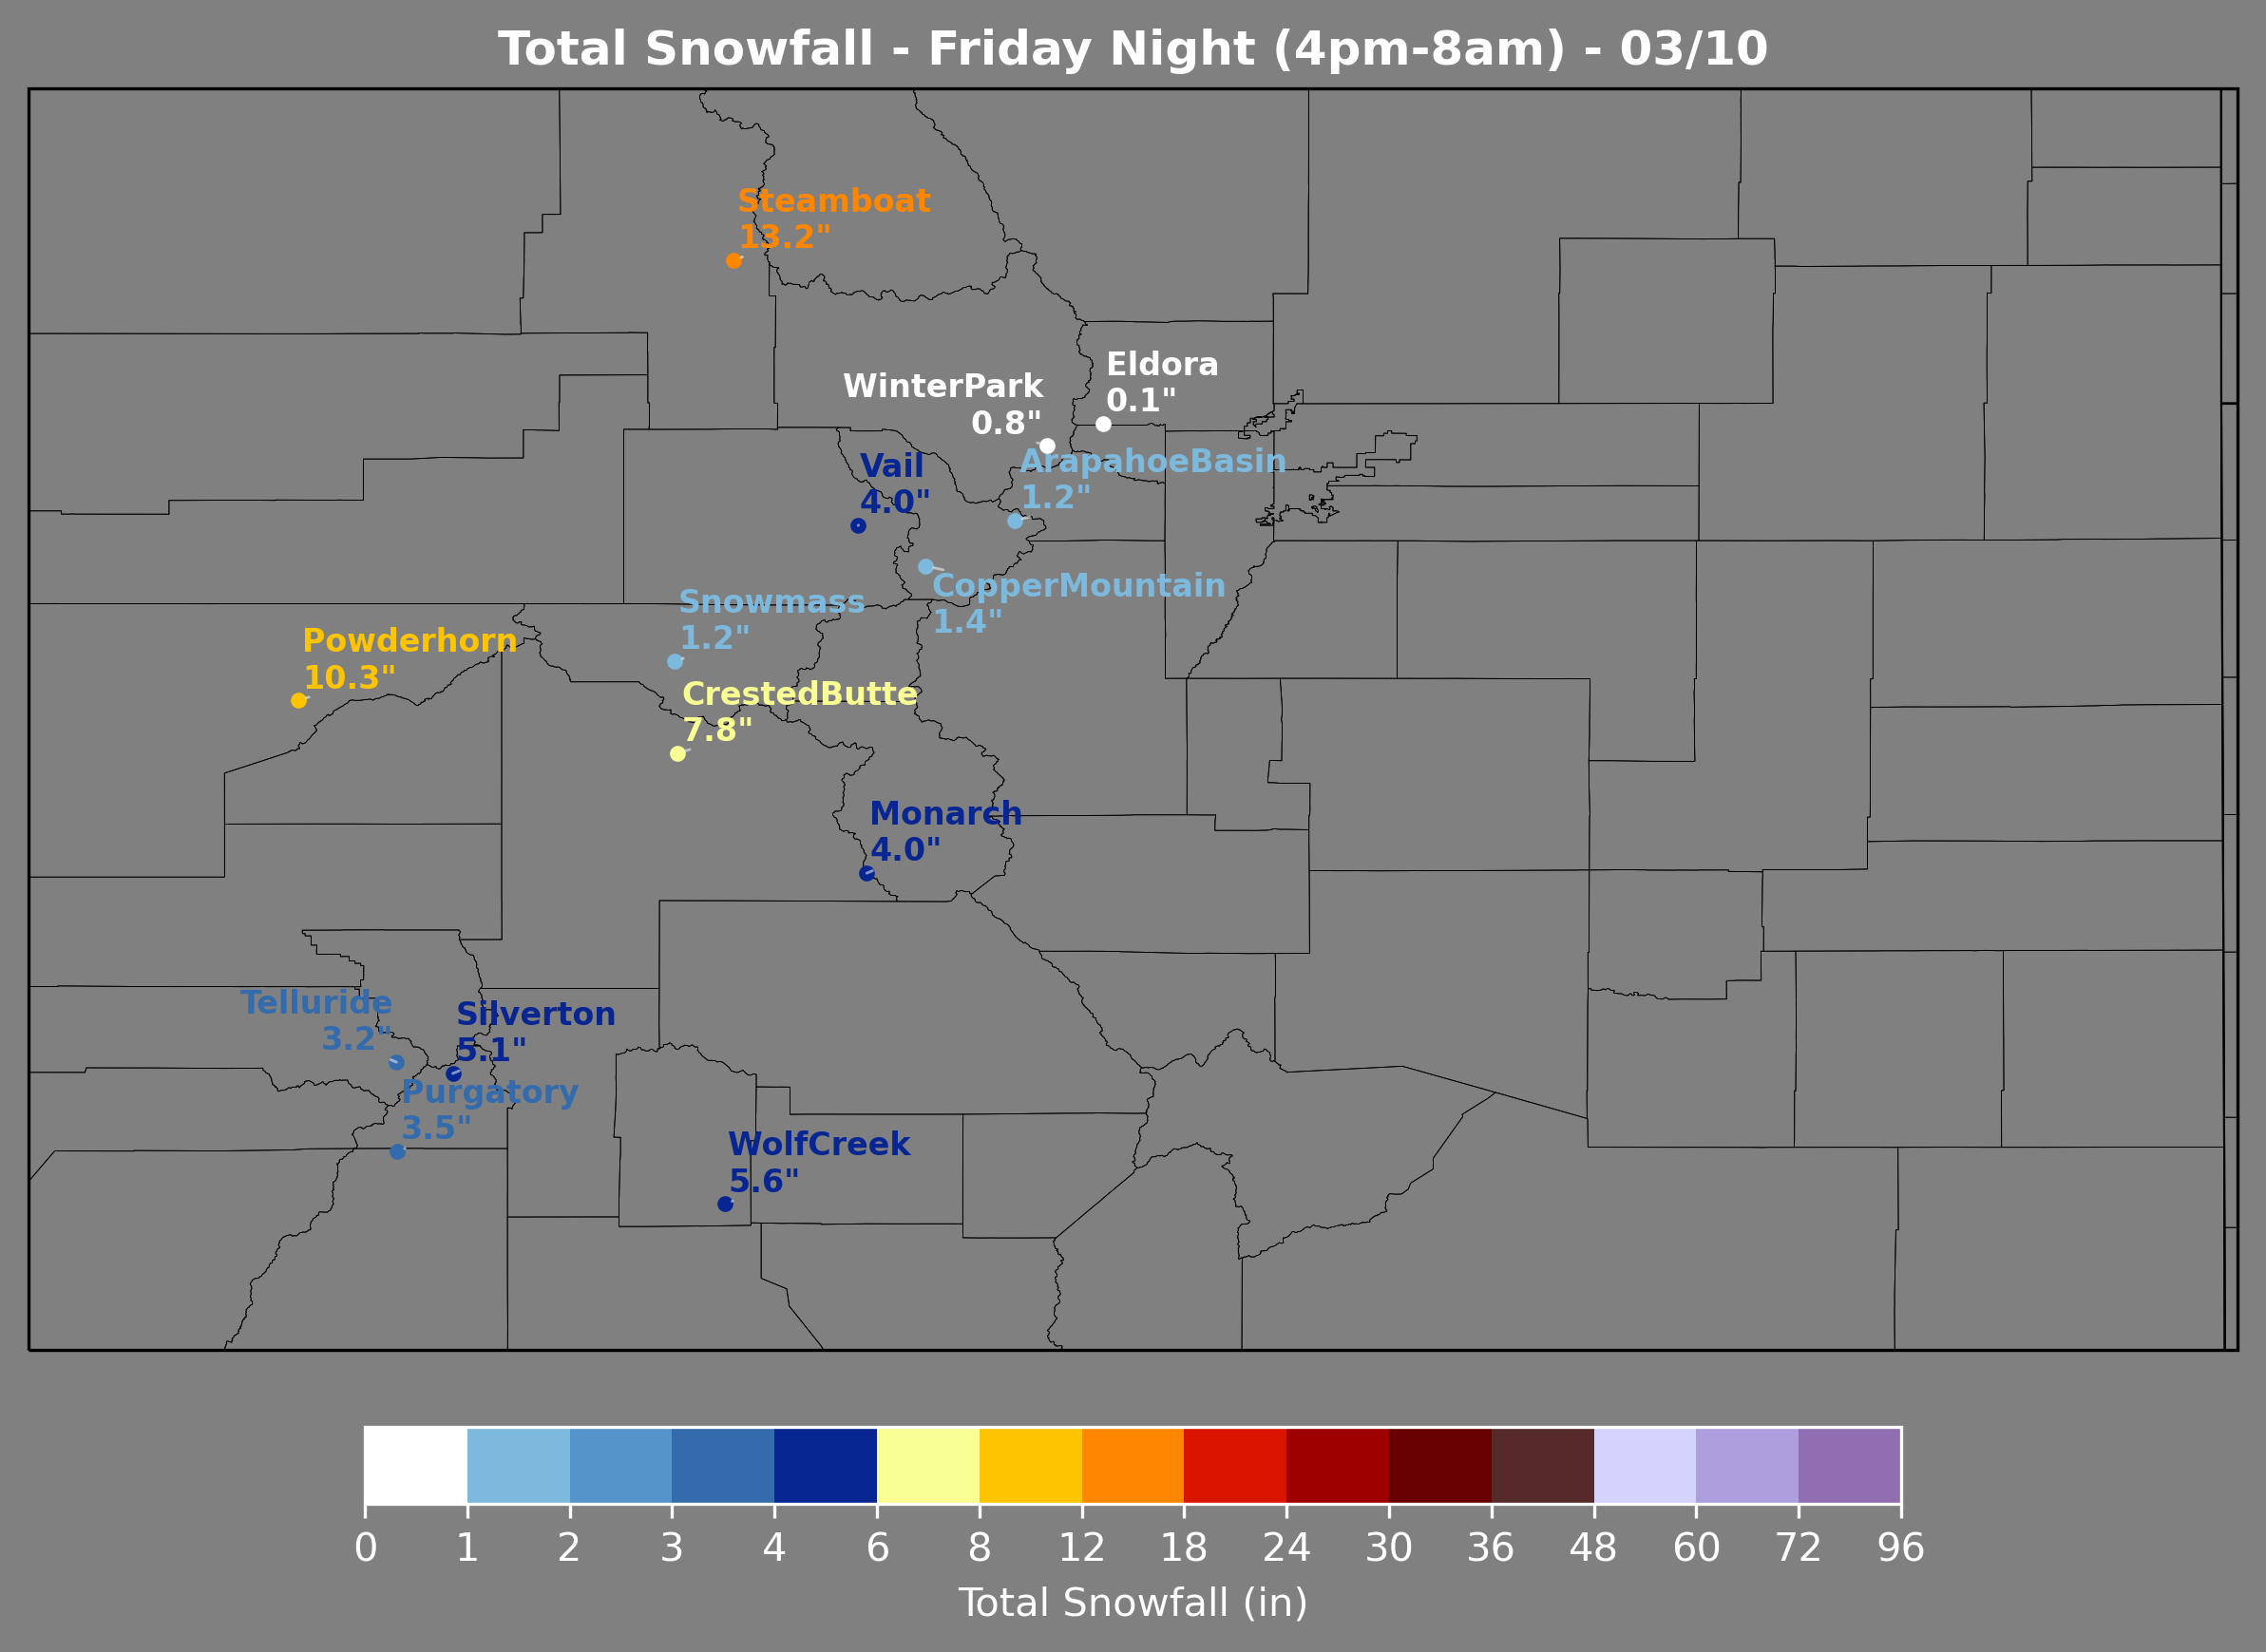 Total Snowfall - Friday Night (4pm-8am) - 03/10
Steamboat
13.2"
Eldora
0.1"
WinterPark
0.8"
Vail
4.0"
ArapahoeBasin
1.2"
CopperMountain
1.4"
Snowmass
1.2"
Powderhorn
10.3"
CrestedButte
7.8"
Monarch
4.0"
Telluride
3.2"
Silverton
5.1"
Purgatory
3.5"
WolfCreek
5.6"
0 1 2 3 4 6 8 12 18 24 30 36 48 60 72 96
Total Snowfall (in)